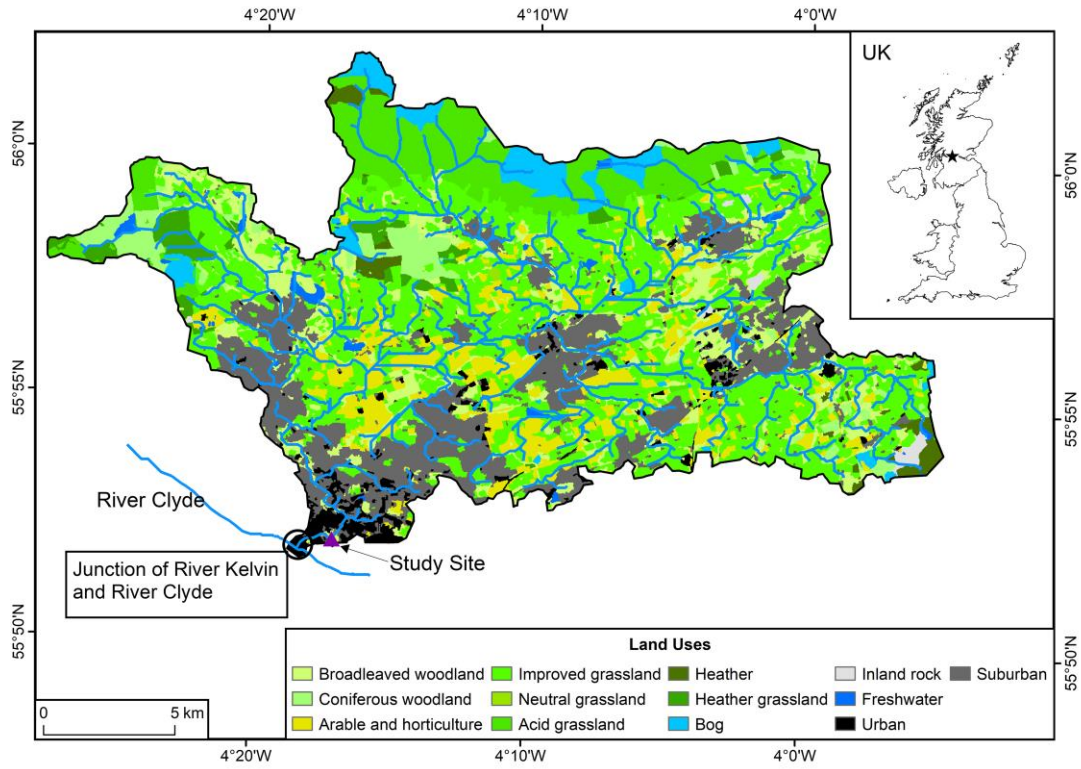 4°20'W
4°10'W
4°0'W
UK
56°0'N
56°0'N
55°55'N
55°55'N
River Clyde
Study Site
Junction of River Kelvin
and River Clyde
55°50'N
55°50'N
Land Uses
Broadleaved woodland
Improved grassland
Heather
Inland rock
Suburban
Coniferous woodland
Neutral grassland
Heather grassland
Freshwater
Arable and horticulture
Acid grassland
Bog
Urban
0
5 km
4°20'W
4°10'W
4°0'W